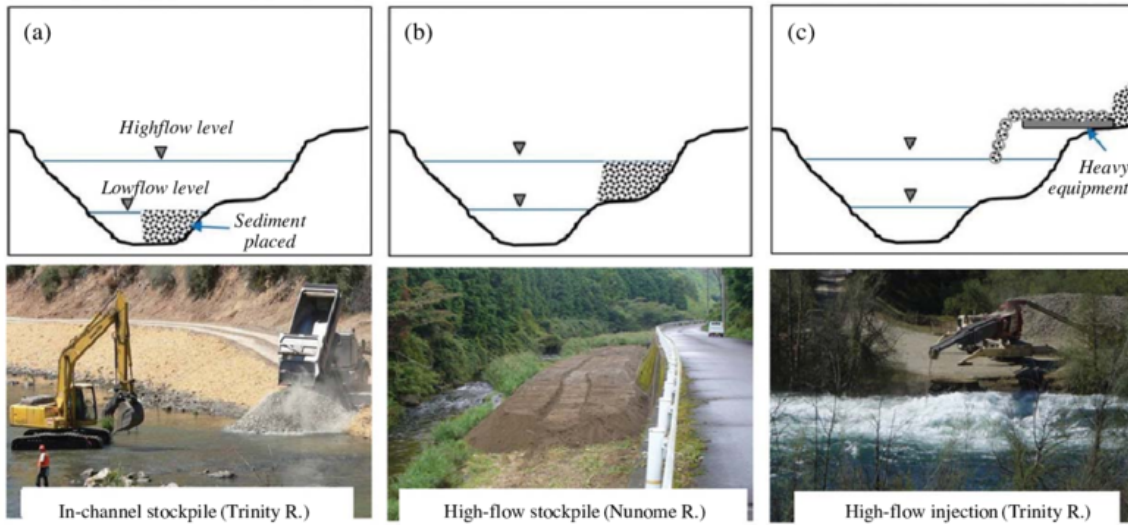 (a)
Highflow level
Lowflow level
Sediment
placed
(b)
(c)
Heavy
equipment
In-channel stockpile (Trinity R.)
High-flow stockpile (Nunome R.)
High-flow injection (Trinity R.)